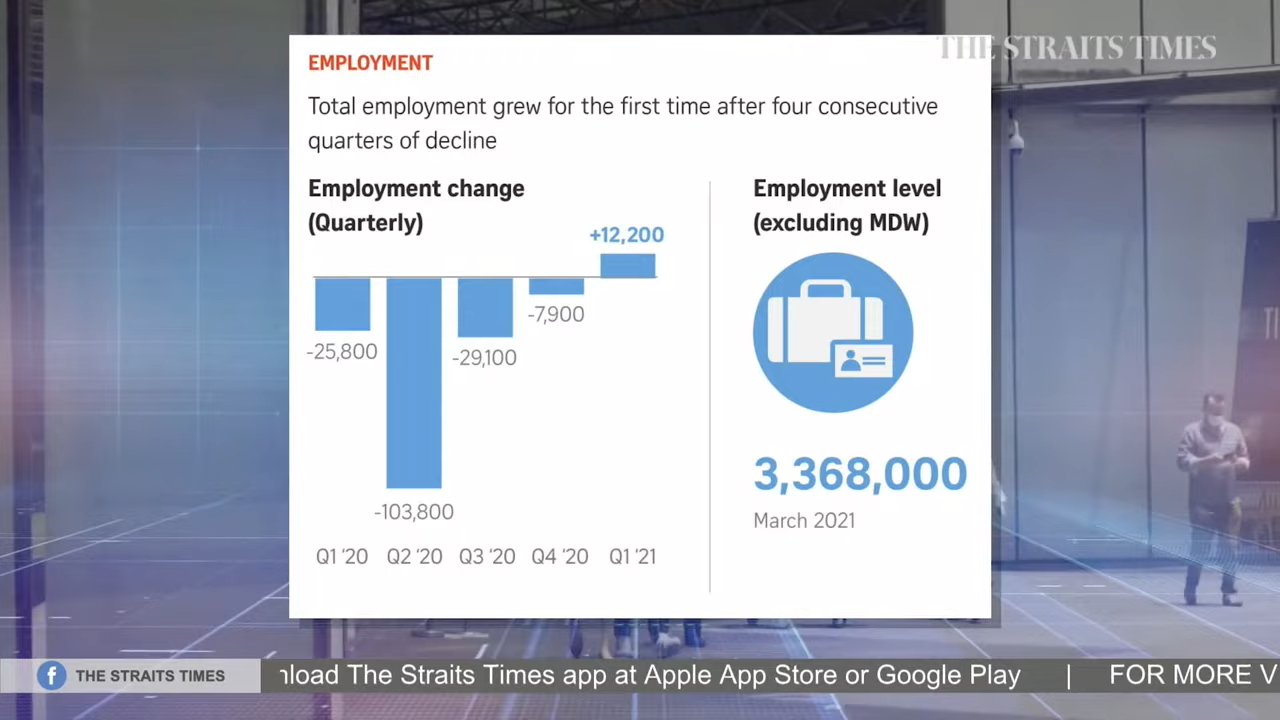 THE STRAITS TIMES
EMPLOYMENT
Total employment grew for the first time after four consecutive
quarters of decline
Employment change
(Quarterly)
+12,200
-7,900
-25,800
-29,100
-103,800
Q1 '20 Q2 '20 Q3 '20 Q4 '20 Q1 '21
Employment level
(excluding MDW)
3,368,000
March 2021
f THE STRAITS TIMES
Straits Times app at Apple App Store or Google Play | FOR MORE